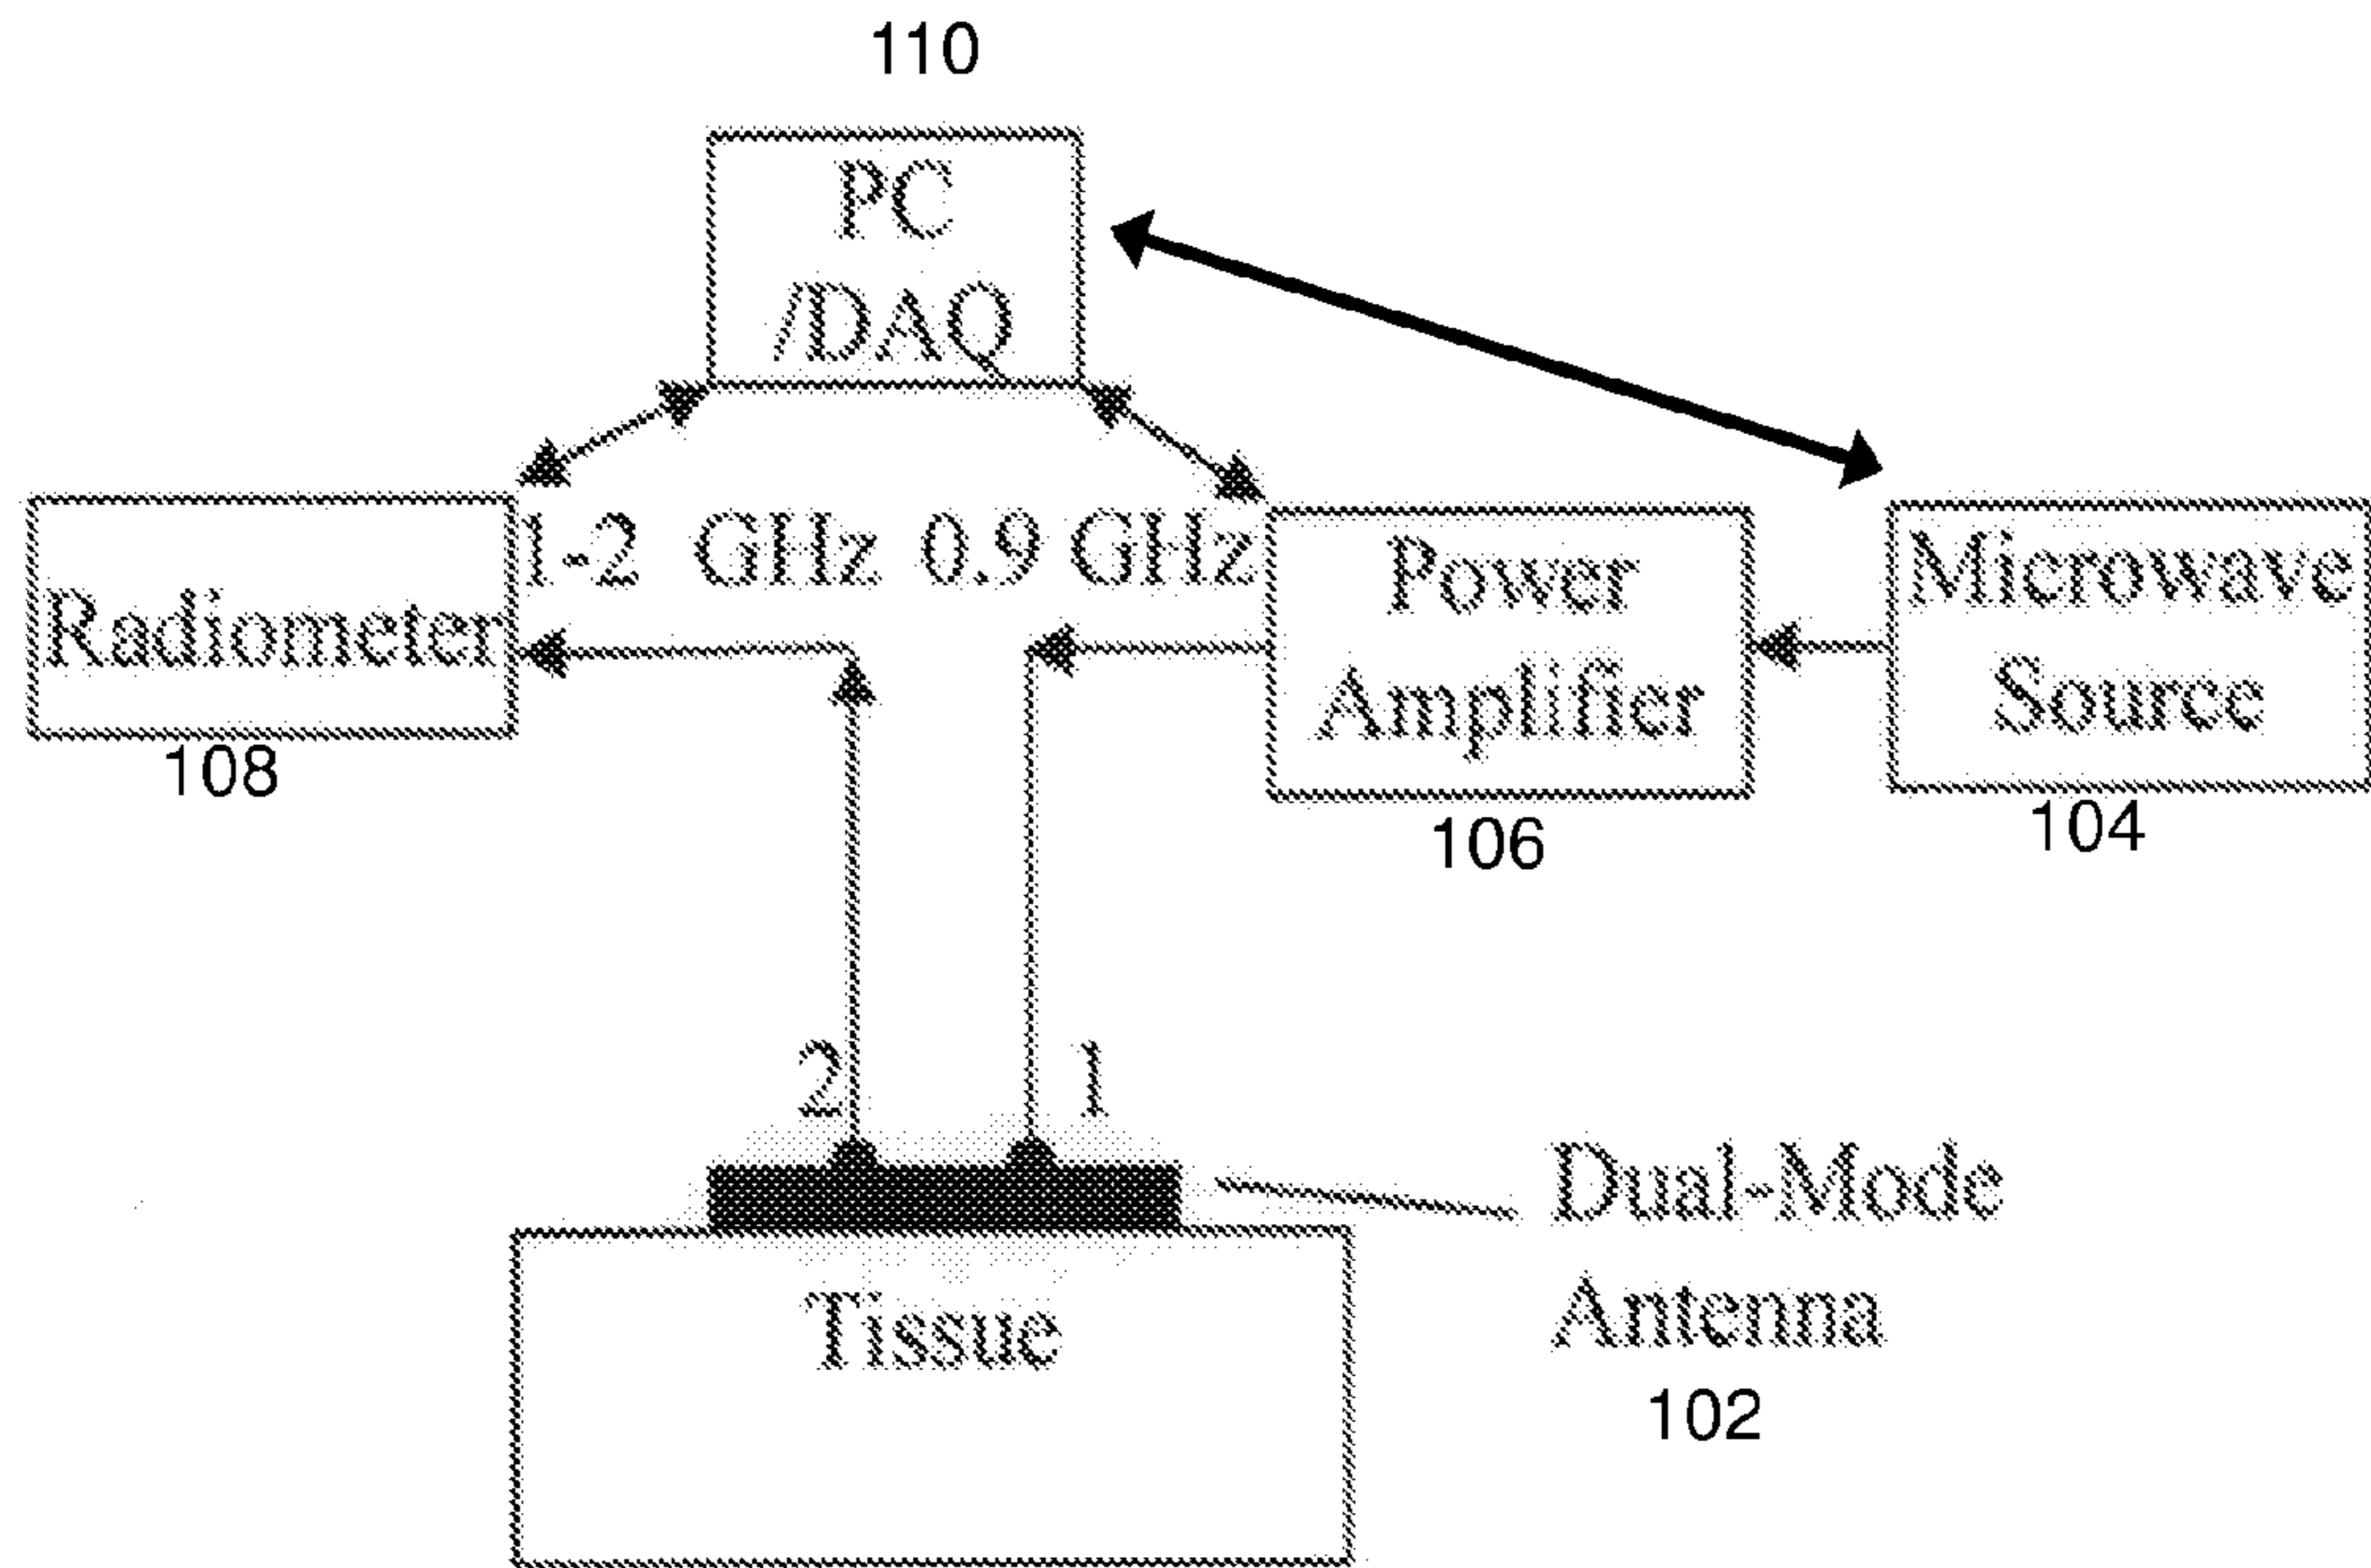 110
PC
/DAQ
1-2 GHz 0.9 GHz
Radiometer
108
Power
Amplifier
106
Microwave
Source
104
2
1
Dual-Mode
Antenna
102
Tissue